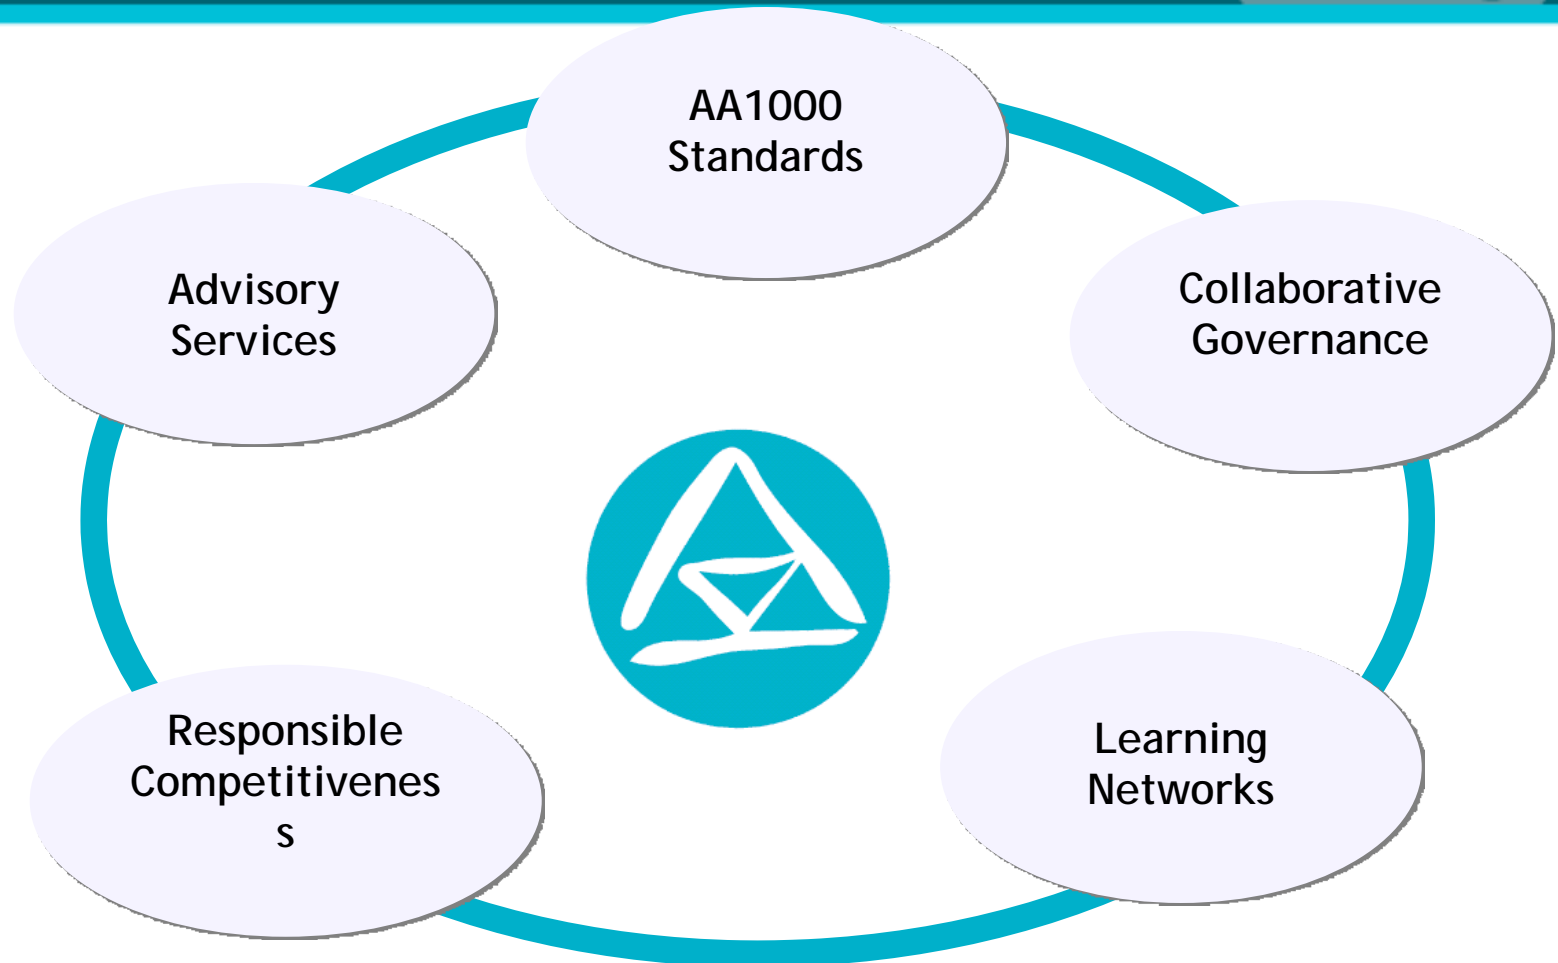 AA1000
Standards
Advisory
Services
Collaborative
Governance
Responsible
Competitivenes
s
Learning
Networks